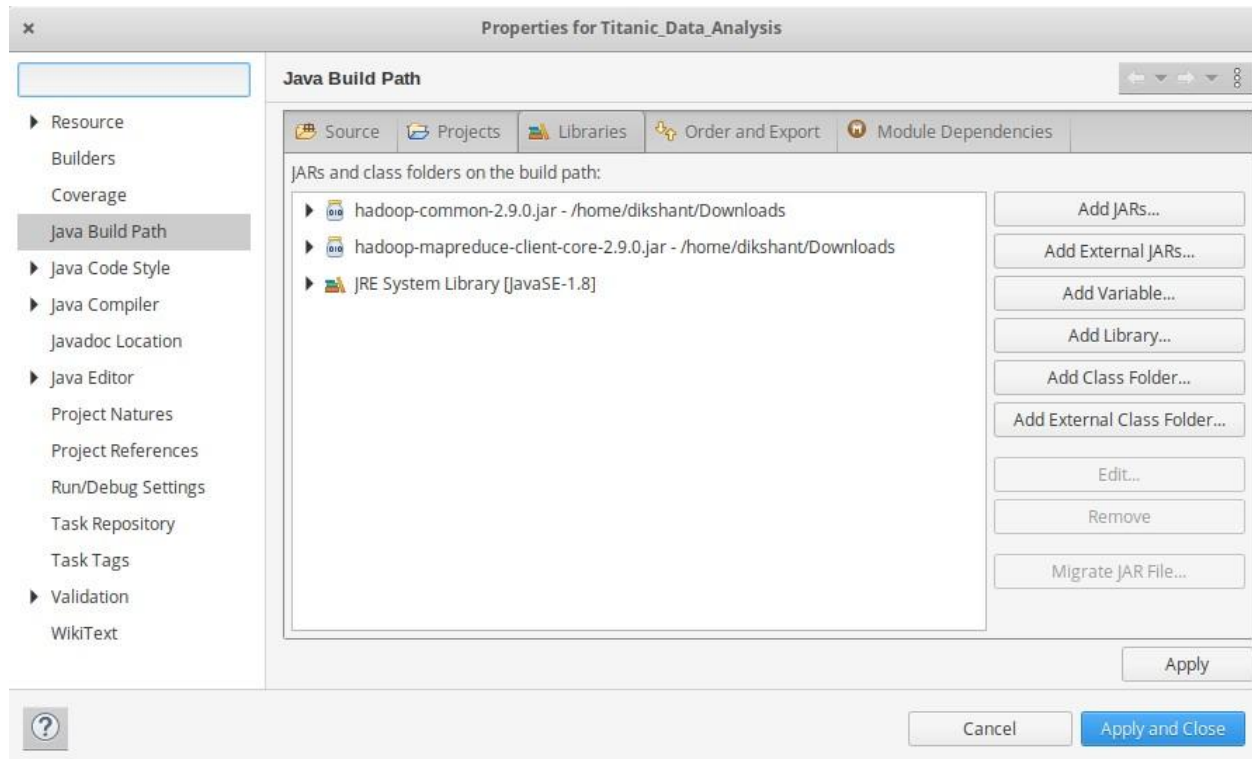 Properties for Titanic_Data_Analysis
Java Build Path
Resource
Builders
Coverage
Java Build Path
Java Code Style
Java Compiler
Javadoc Location
Java Editor
Project Natures
Project References
Run/Debug Settings
Task Repository
Task Tags
Validation
WikiText
Source Projects Libraries Order and Export Module Dependencies
JARs and class folders on the build path:
hadoop-common-2.9.0.jar - /home/dikshant/Downloads
hadoop-mapreduce-client-core-2.9.0.jar - /home/dikshant/Downloads
JRE System Library [JavaSE-1.8]
Add JARs...
Add External JARs...
Add Variable...
Add Library...
Add Class Folder...
Add External Class Folder...
Edit...
Remove
Migrate JAR File...
Apply
?
Cancel
Apply and Close